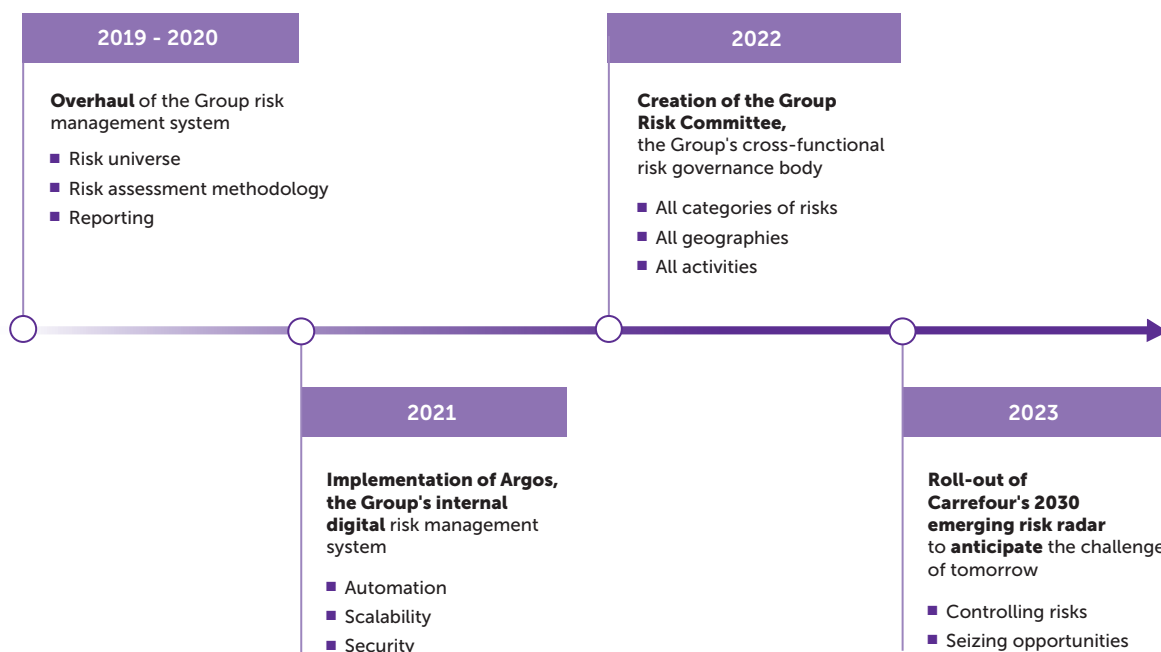 2019 - 2020
Overhaul of the Group risk
management system
Risk universe
Risk assessment methodology
Reporting
2022
Creation of the Group
Risk Committee,
the Group's cross-functional
risk governance body
All categories of risks
All geographies
All activities
2021
Implementation of Argos,
the Group's internal
digital risk management
system
Automation
Scalability
Security
2023
Roll-out of
Carrefour's 2030
emerging risk radar
to anticipate the challenge
of tomorrow
Controlling risks
Seizing opportunities